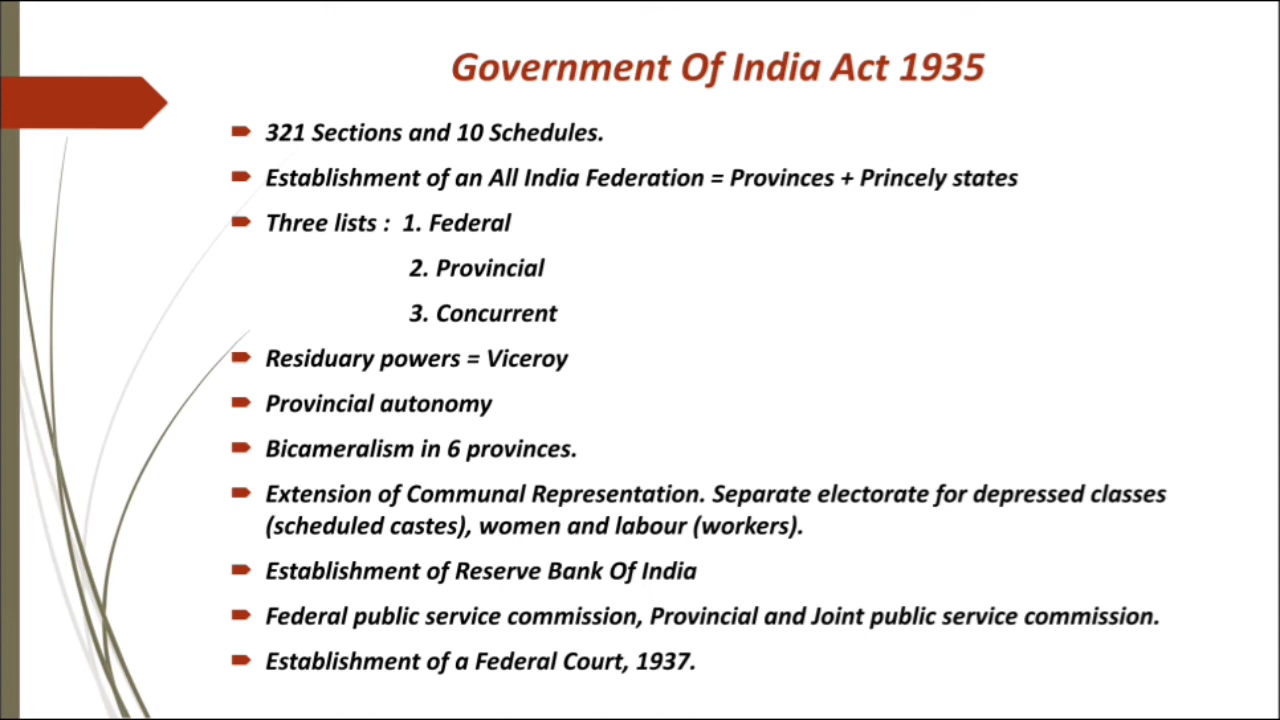 Government Of India Act 1935
321 Sections and 10 Schedules.
Establishment of an All India Federation = Provinces + Princely states
Three lists : 1. Federal
2. Provincial
3. Concurrent
Residuary powers = Viceroy
Provincial autonomy
Bicameralism in 6 provinces.
Extension of Communal Representation. Separate electorate for depressed classes
(scheduled castes), women and labour (workers).
Establishment of Reserve Bank Of India
Federal public service commission, Provincial and Joint public service commission.
Establishment of a Federal Court, 1937.